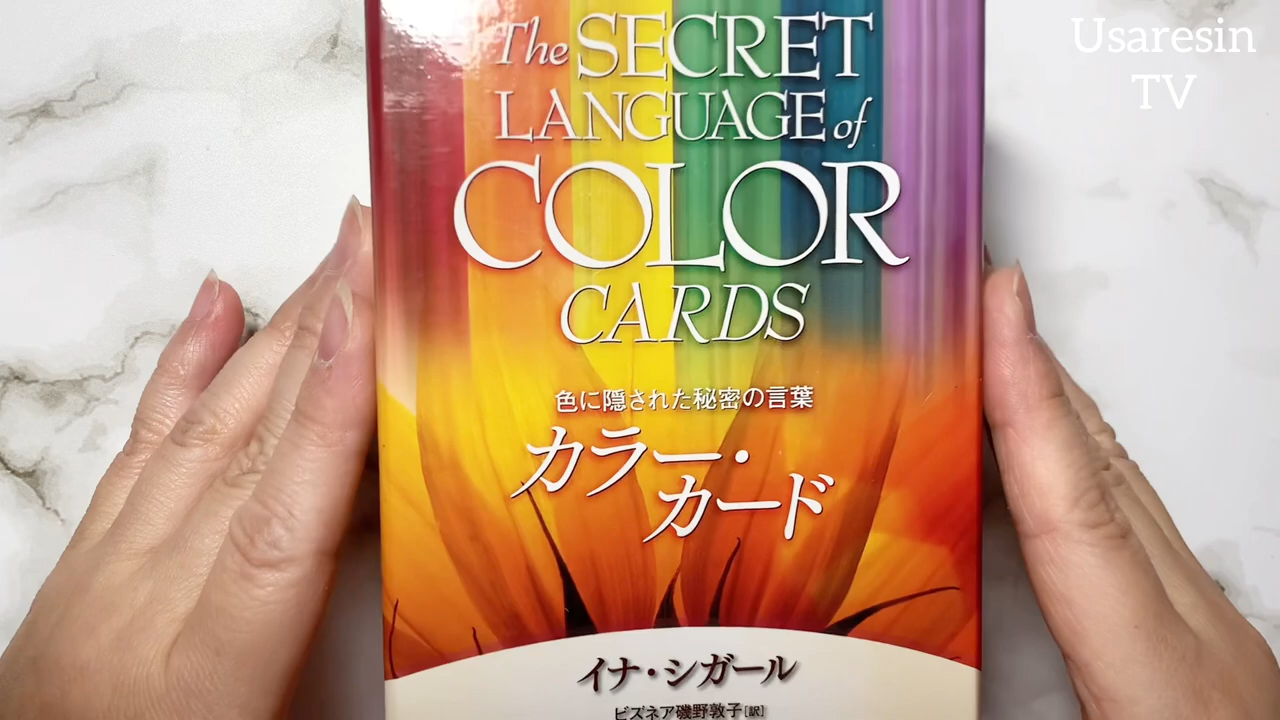 The SECRET
LANGUAGE of
COLOR
CARDS
色に隠された秘密の言葉
カラー・
カード
イナ・シガール
ビズネア磯野敦子[訳]
Usaresin
TV